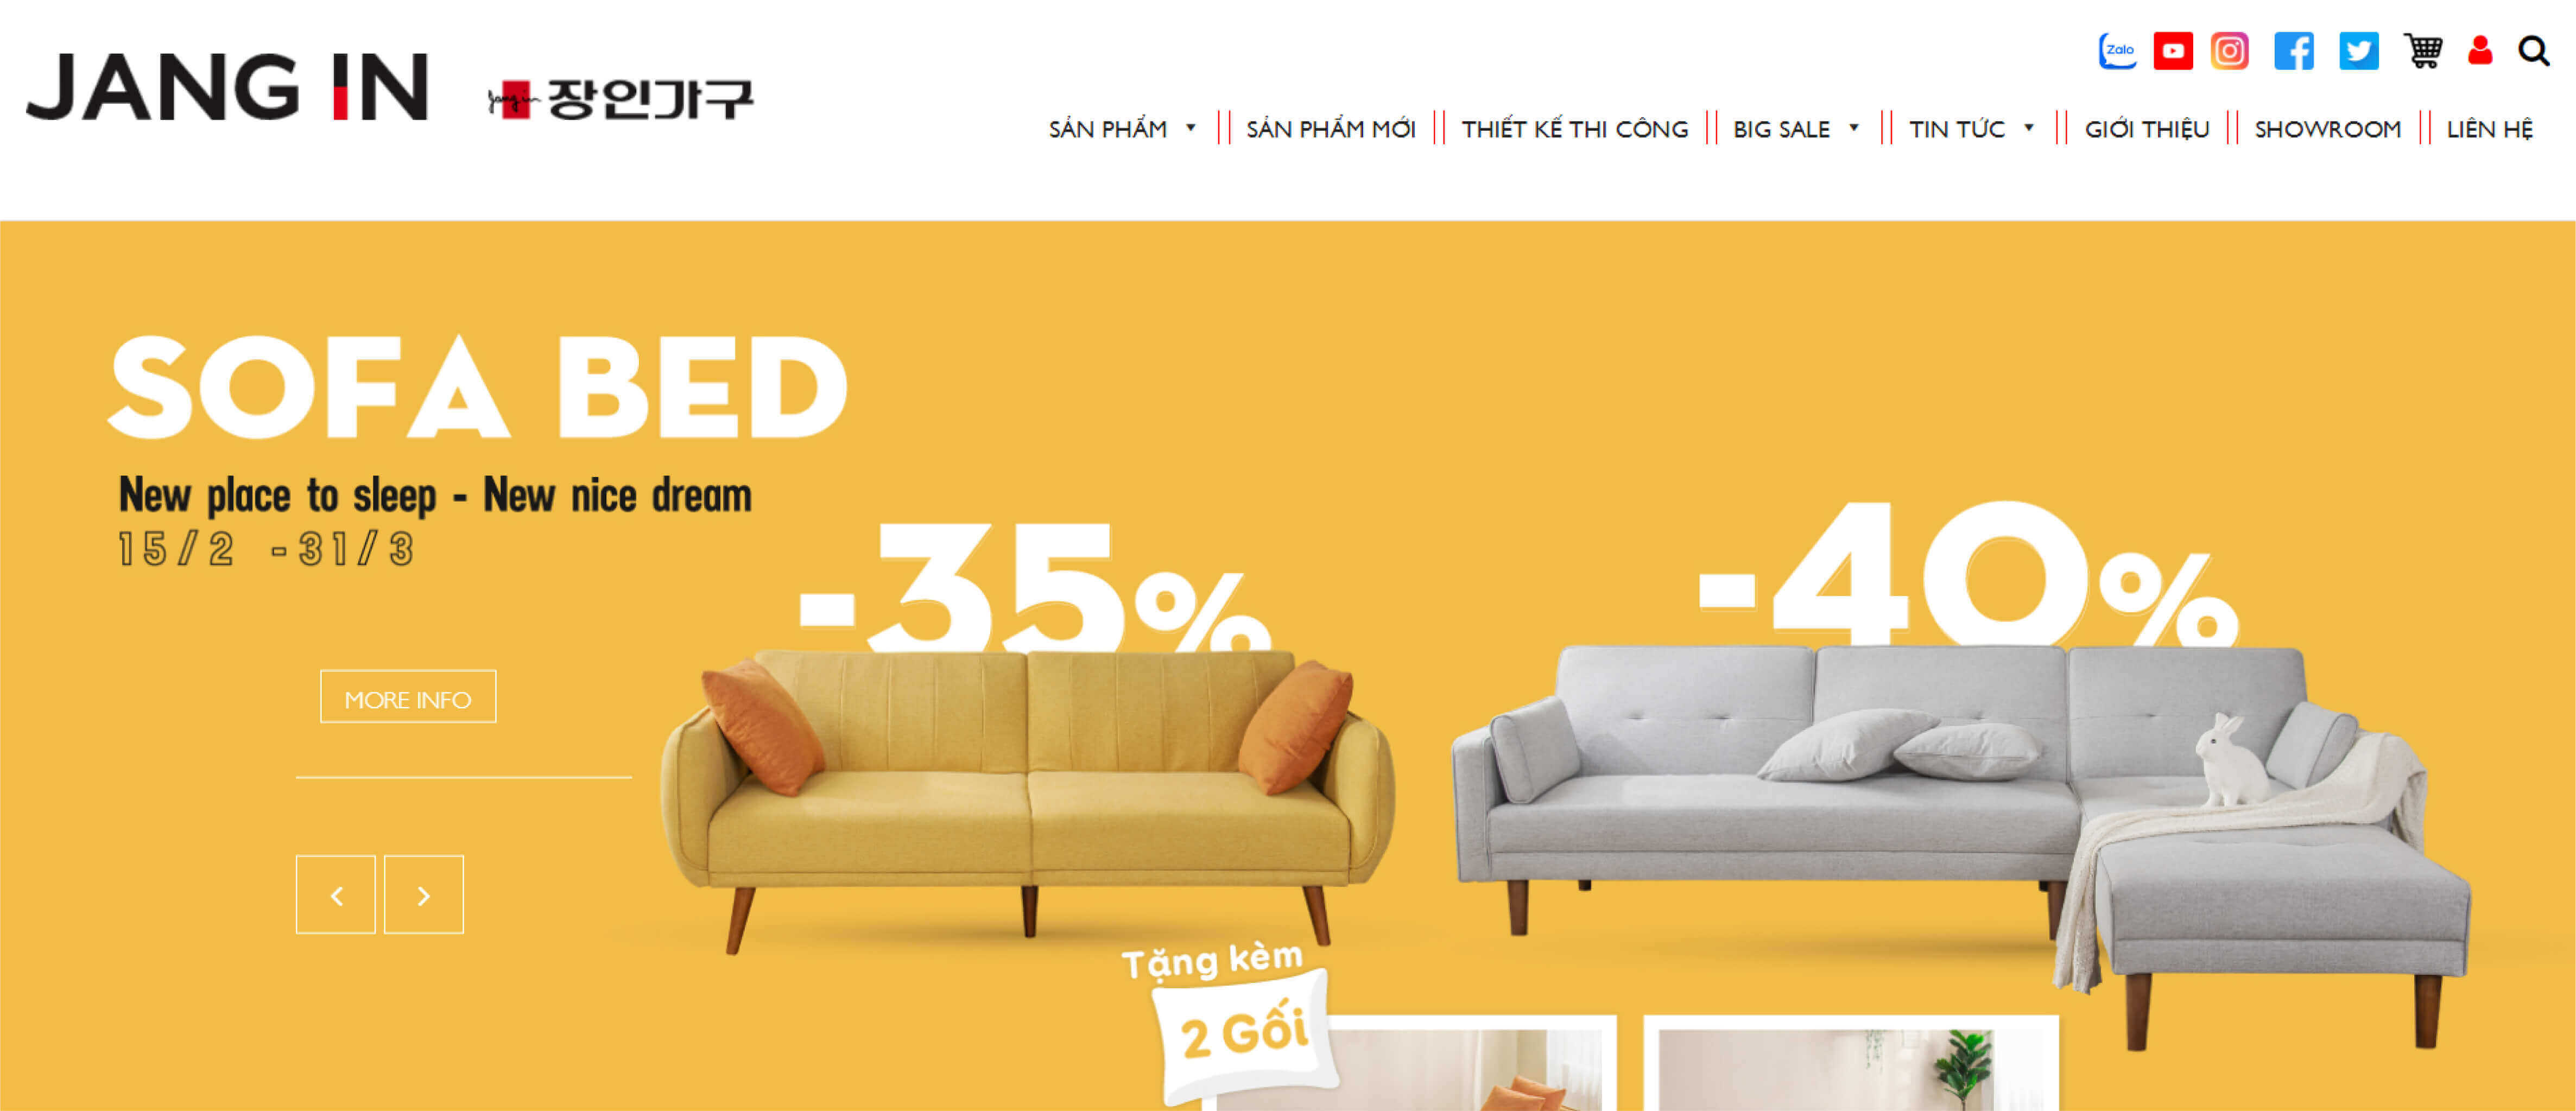 JANG IN
Jangin 장인가구
Zalo
SẢN PHẨM
SẢN PHẨM MỚI
THIẾT KẾ THI CÔNG
BIG SALE
TIN TỨC
GIỚI THIỆU
SHOWROOM
LIÊN HỆ
SOFA BED
New place to sleep - New nice dream
15/2 -31/3
-35%
-40%
MORE INFO
Tặng kèm
2 Gối